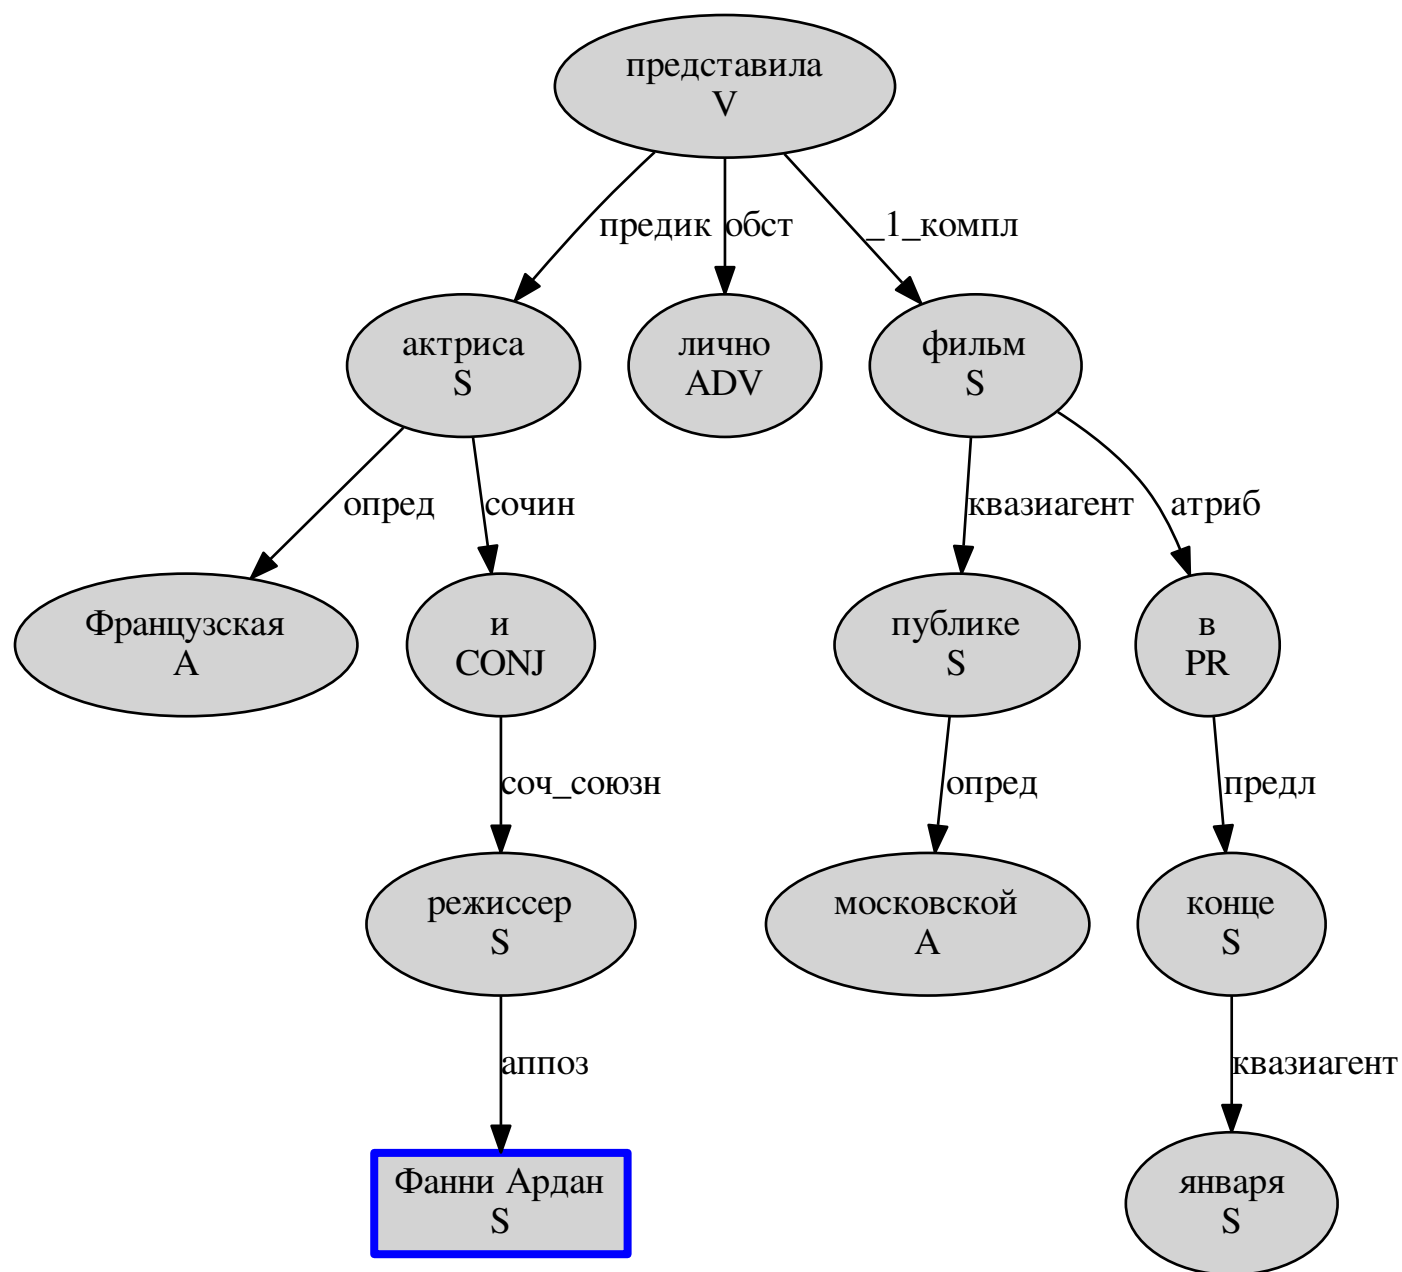 представила
V
предик обст _1_компл
актриса
S
лично
ADV
фильм
S
опред сочин квазиагент атриб
Французская
A
и
CONJ
публике
S
в
PR
соч_союзн опред предл
режиссер
S
московской
A
конце
S
аппоз квазиагент
Фанни Ардан
S
января
S